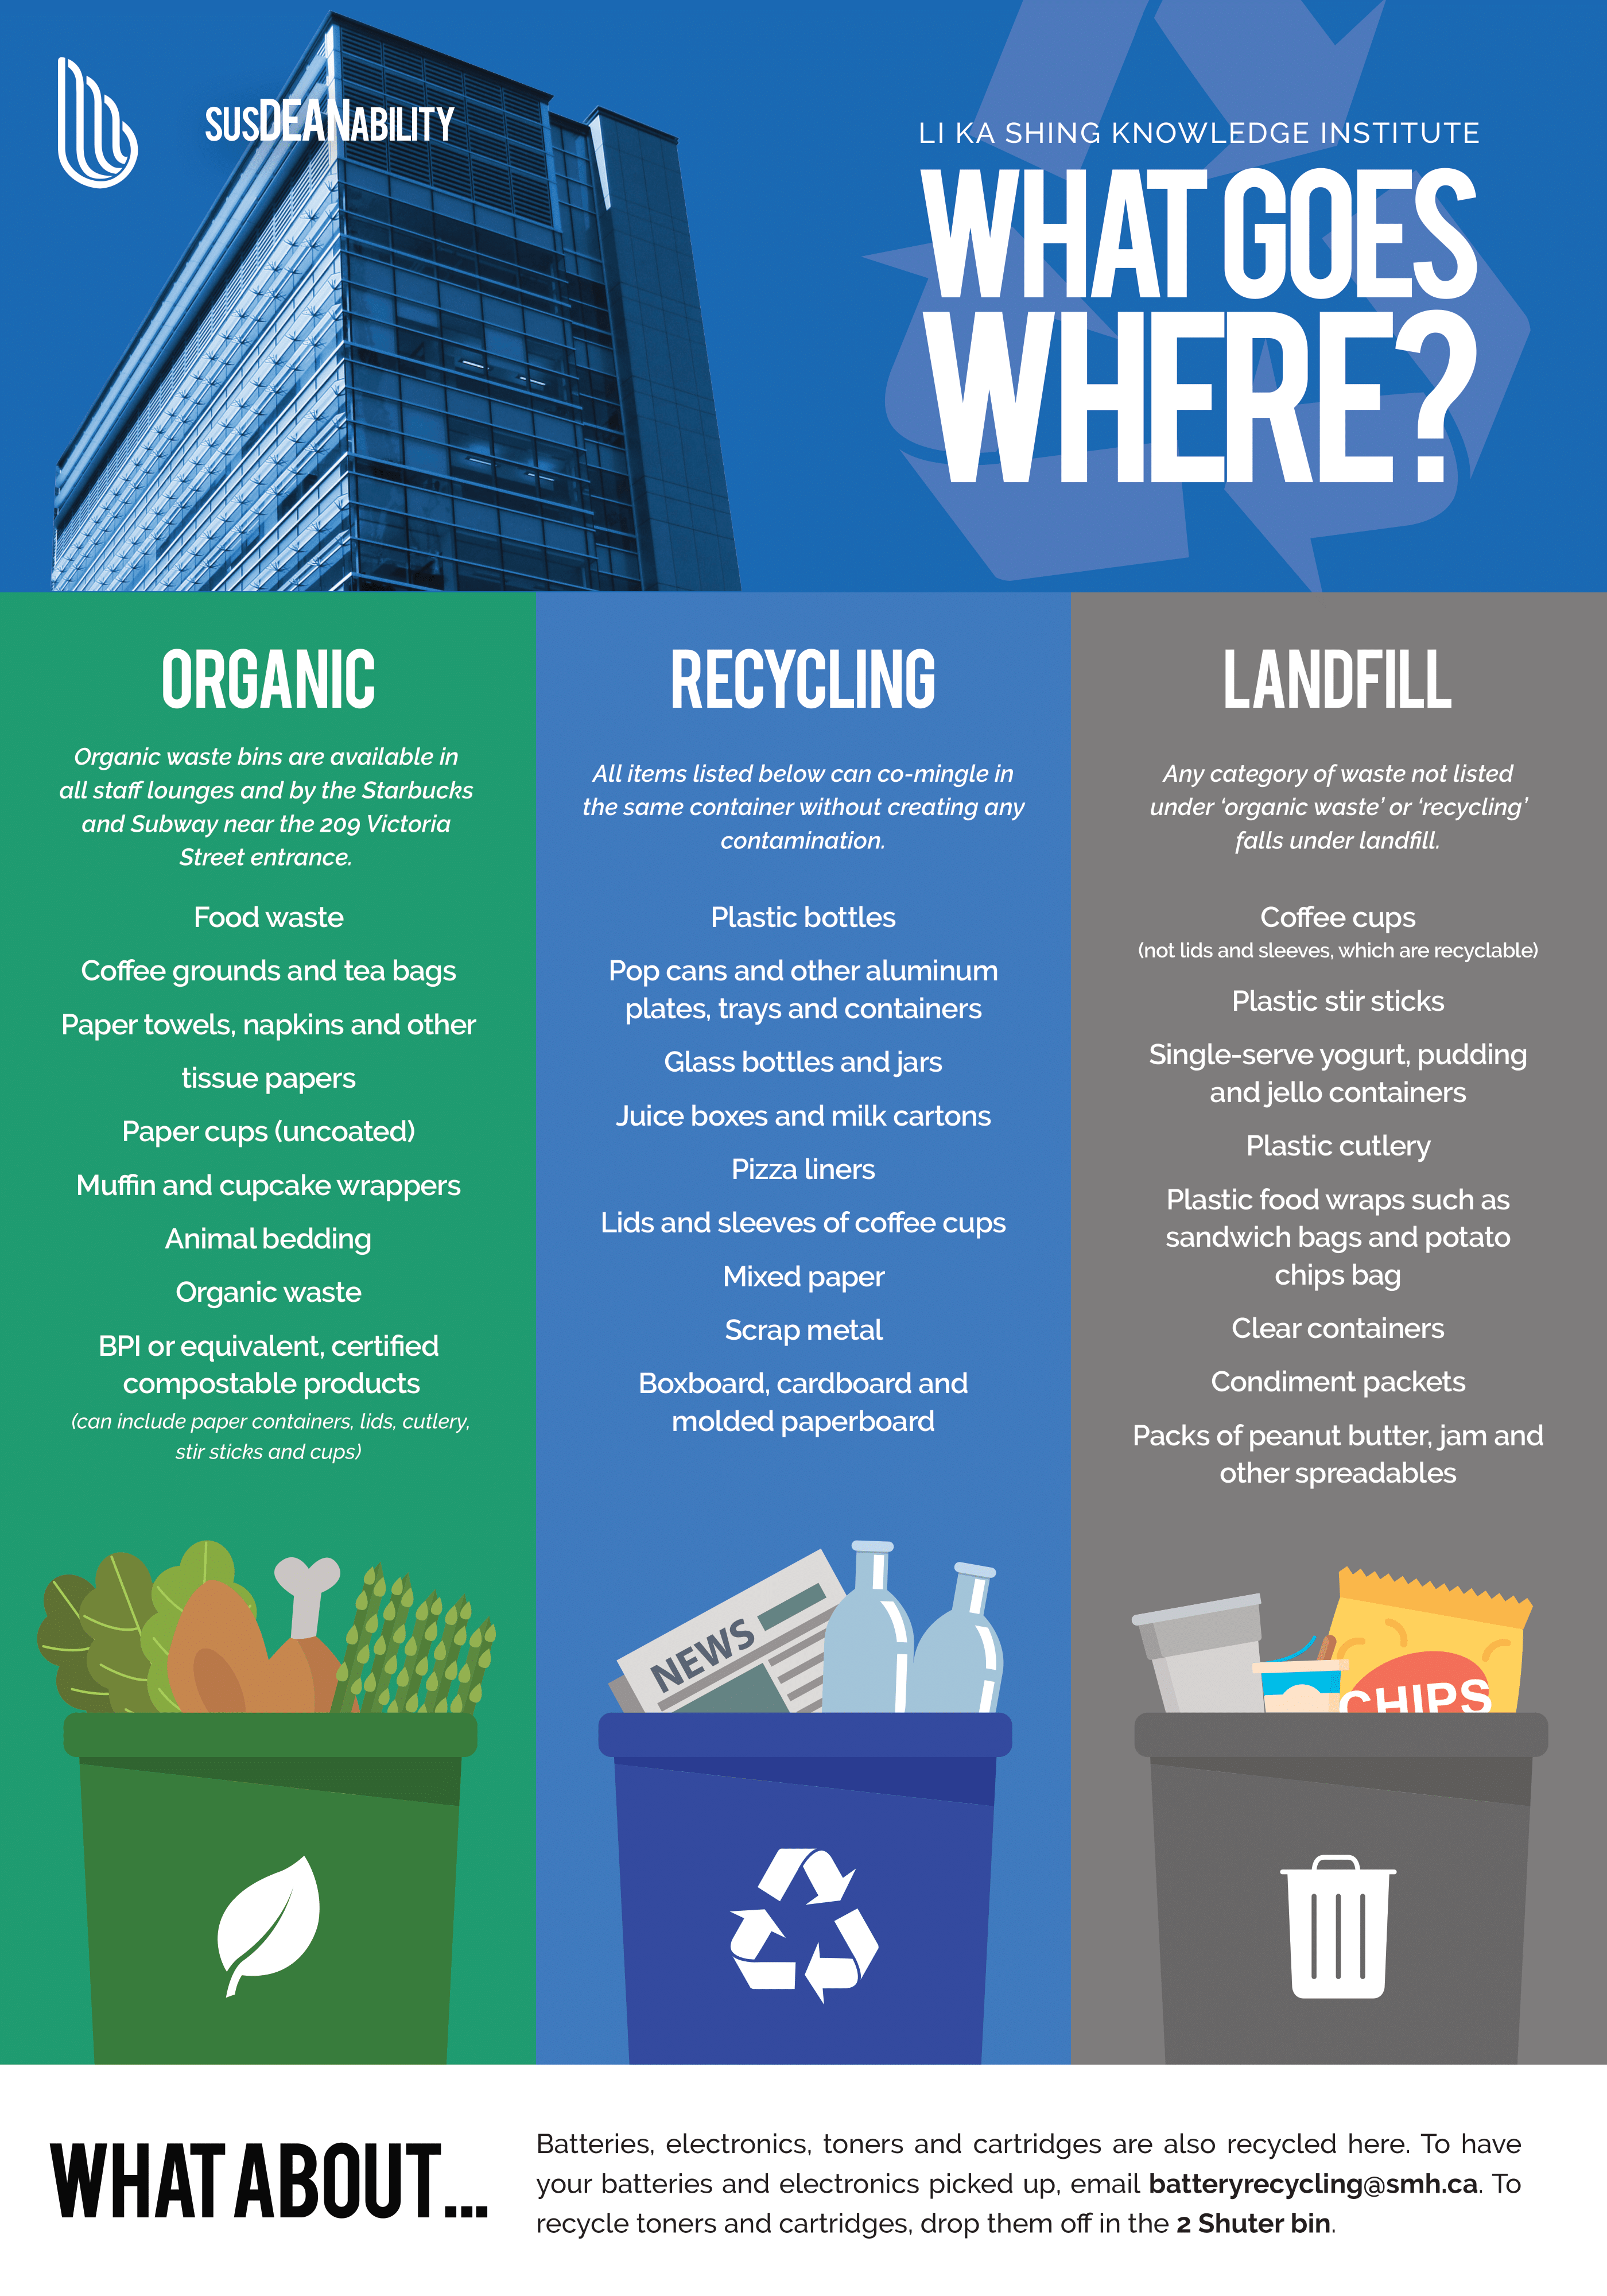 SUSDEANABILITY
LI KA SHING KNOWLEDGE INSTITUTE
WHAT GOES
WHERE?
ORGANIC
Organic waste bins are available in
all staff lounges and by the Starbucks
and Subway near the 209 Victoria
Street entrance.
Food waste
Coffee grounds and tea bags
Paper towels, napkins and other
tissue papers
Paper cups (uncoated)
Muffin and cupcake wrappers
Animal bedding
Organic waste
BPI or equivalent, certified
compostable products
(can include paper containers, lids, cutlery,
stir sticks and cups)
RECYCLING
All items listed below can co-mingle in
the same container without creating any
contamination.
Plastic bottles
Pop cans and other aluminum
plates, trays and containers
Glass bottles and jars
Juice boxes and milk cartons
Pizza liners
Lids and sleeves of coffee cups
Mixed paper
Scrap metal
Boxboard, cardboard and
molded paperboard
NEWS
LANDFILL
Any category of waste not listed
under ‘organic waste’ or ‘recycling’
falls under landfill.
Coffee cups
(not lids and sleeves, which are recyclable)
Plastic stir sticks
Single-serve yogurt, pudding
and jello containers
Plastic cutlery
Plastic food wraps such as
sandwich bags and potato
chips bag
Clear containers
Condiment packets
Packs of peanut butter, jam and
other spreadables
CHIPS
WHAT ABOUT...
Batteries, electronics, toners and cartridges are also recycled here. To have
your batteries and electronics picked up, email batteryrecycling@smh.ca. To
recycle toners and cartridges, drop them off in the 2 Shuter bin.